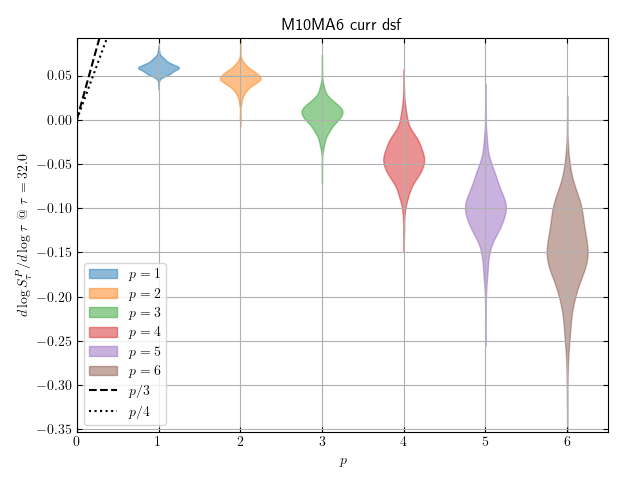 M10MA6 curr dsf
d log S_τ^P / d log τ @ τ = 32.0
0.05
0.00
−0.05
−0.10
−0.15
−0.20
−0.25
−0.30
−0.35
p = 1
p = 2
p = 3
p = 4
p = 5
p = 6
p/3
p/4
0 1 2 3 4 5 6
p